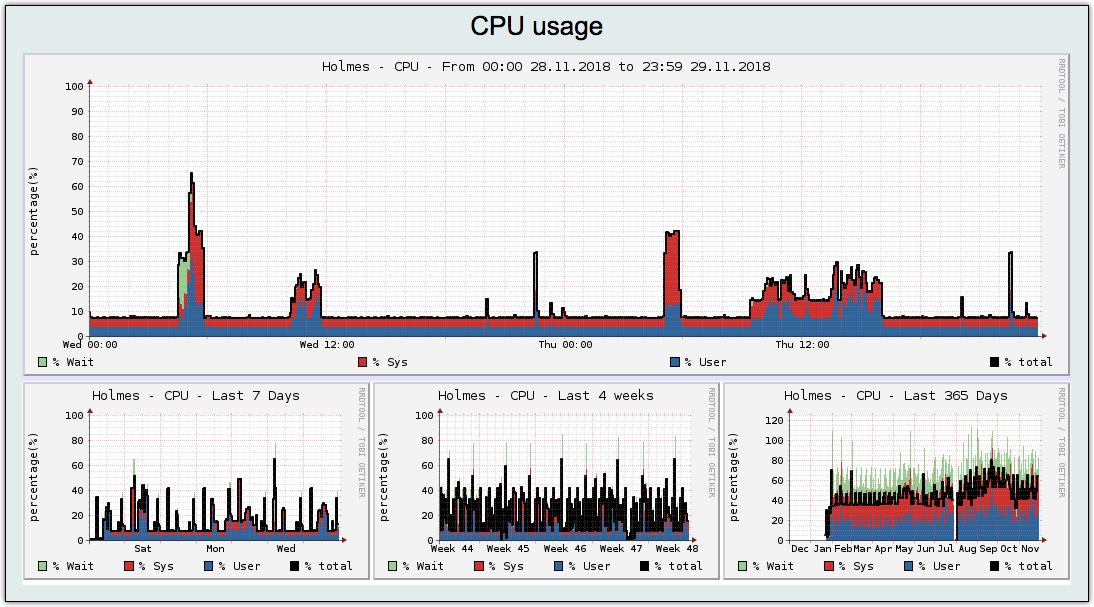 CPU usage
Holmes - CPU - From 00:00 28.11.2018 to 23:59 29.11.2018
RRDTOOL / TOBI OETIKER
percentage(%)
100
90
80
70
60
50
40
30
20
10
0
Wed 00:00 Wed 12:00 Thu 00:00 Thu 12:00
% Wait % Sys % User % total
Holmes - CPU - Last 7 Days
RRDTOOL / TOBI OETIKER
percentage(%)
100
80
60
40
20
0
Sat Mon Wed
% Wait % Sys % User % total
Holmes - CPU - Last 4 weeks
RRDTOOL / TOBI OETIKER
percentage(%)
100
80
60
40
20
0
Week 44 Week 45 Week 46 Week 47 Week 48
% Wait % Sys % User % total
Holmes - CPU - Last 365 Days
RRDTOOL / TOBI OETIKER
percentage(%)
120
100
80
60
40
20
0
Dec Jan Feb Mar Apr May Jun Jul Aug Sep Oct Nov
% Wait % Sys % User % total